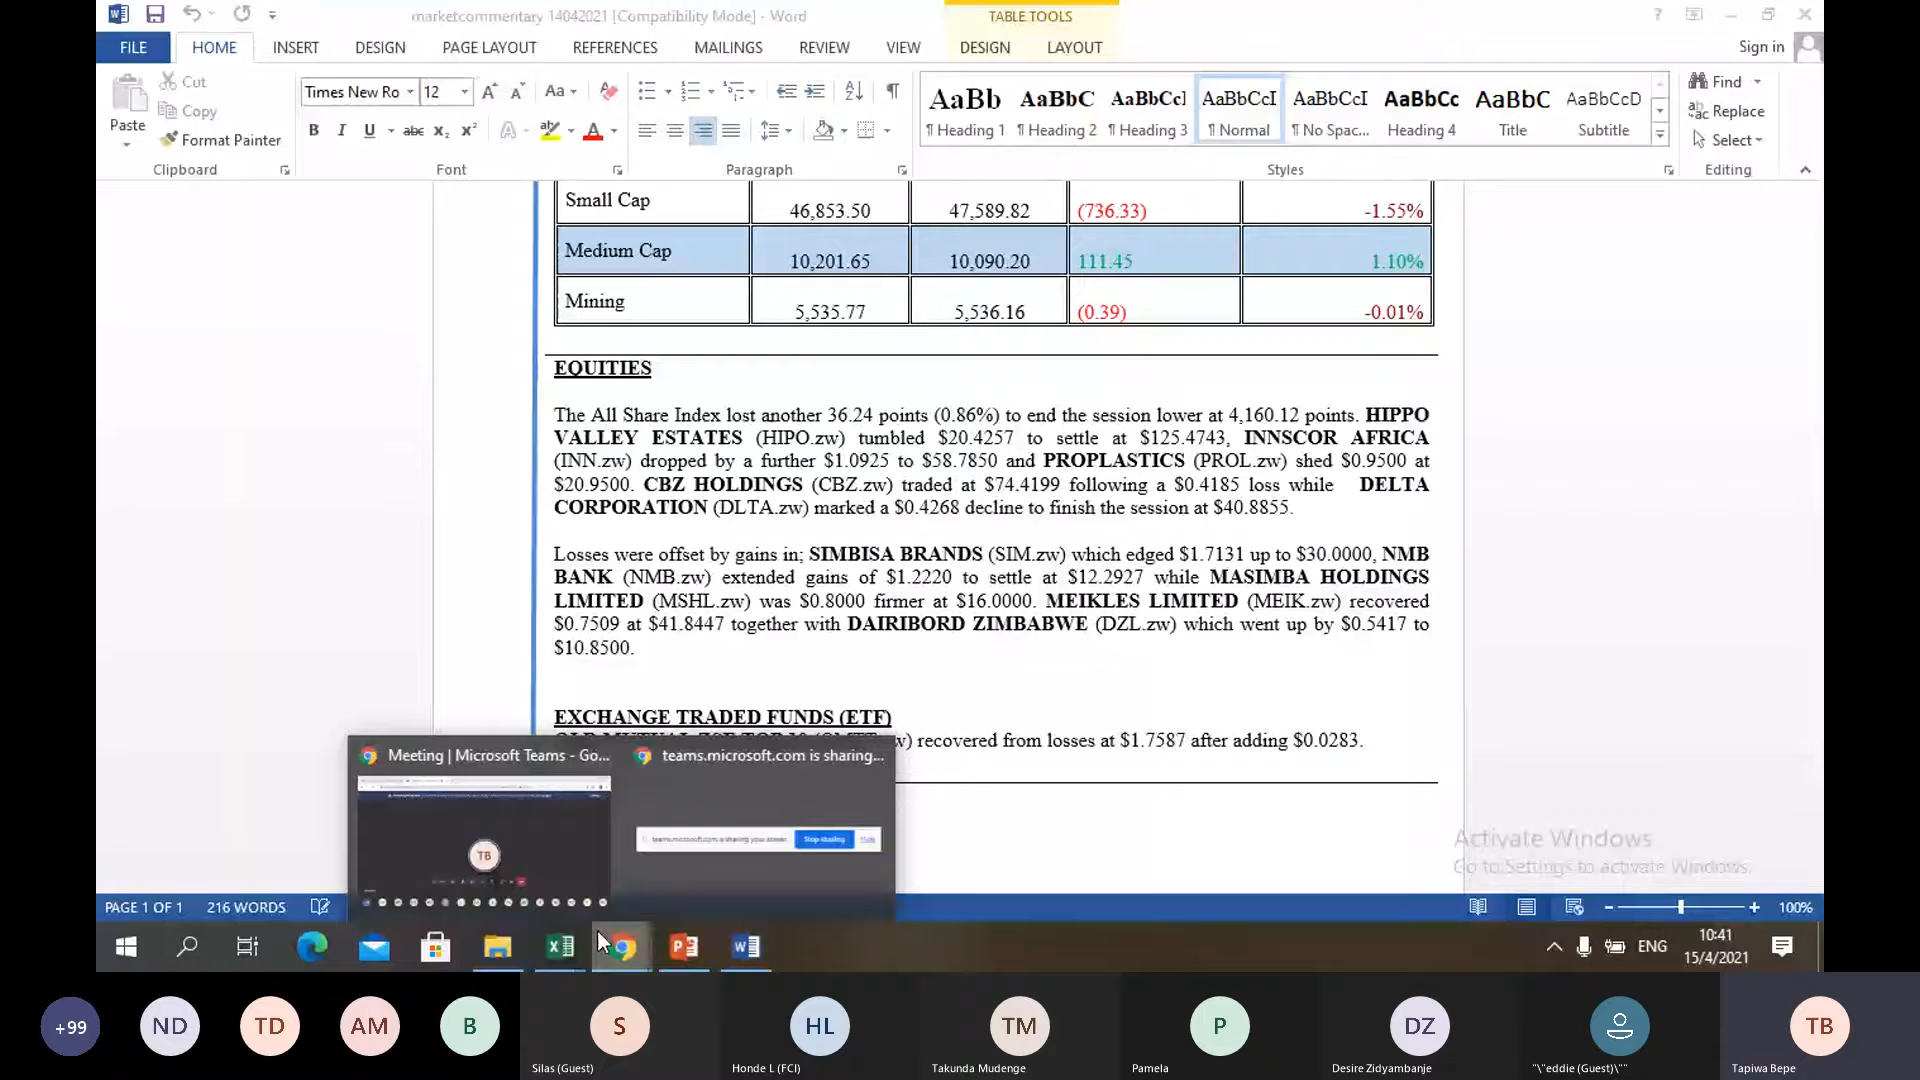 marketcommentary 14042021 [Compatibility Mode] - Word
TABLE TOOLS
FILE HOME INSERT DESIGN PAGE LAYOUT REFERENCES MAILINGS REVIEW VIEW DESIGN LAYOUT Sign in
Paste
Cut
Copy
Format Painter
Clipboard
Times New Ro 12
Font
Paragraph
AaBb AaBbC AaBbCcI AaBbCcI AaBbCcI AaBbCc AaBbC AaBbCcD
¶ Heading 1 ¶ Heading 2 ¶ Heading 3 ¶ Normal ¶ No Spac... Heading 4 Title Subtitle
Styles
Find
Replace
Select
Editing
Small Cap 46,853.50 47,589.82 (736.33) -1.55%
Medium Cap 10,201.65 10,090.20 111.45 1.10%
Mining 5,535.77 5,536.16 (0.39) -0.01%
EQUITIES
The All Share Index lost another 36.24 points (0.86%) to end the session lower at 4,160.12 points. HIPPO
VALLEY ESTATES (HIPO.zw) tumbled $20.4257 to settle at $125.4743, INNSCOR AFRICA
(INN.zw) dropped by a further $1.0925 to $58.7850 and PROPLASTICS (PROL.zw) shed $0.9500 at
$20.9500. CBZ HOLDINGS (CBZ.zw) traded at $74.4199 following a $0.4185 loss while DELTA
CORPORATION (DLTA.zw) marked a $0.4268 decline to finish the session at $40.8855.
Losses were offset by gains in; SIMBISA BRANDS (SIM.zw) which edged $1.7131 up to $30.0000, NMB
BANK (NMB.zw) extended gains of $1.2220 to settle at $12.2927 while MASIMBA HOLDINGS
LIMITED (MSHL.zw) was $0.8000 firmer at $16.0000. MEIKLES LIMITED (MEIK.zw) recovered
$0.7509 at $41.8447 together with DAIRIBORD ZIMBABWE (DZL.zw) which went up by $0.5417 to
$10.8500.
EXCHANGE TRADED FUNDS (ETF)
w) recovered from losses at $1.7587 after adding $0.0283.
Meeting | Microsoft Teams - Go... teams.microsoft.com is sharing...
teams.microsoft.com is sharing your screen. Stop sharing Hide
TB
Activate Windows
Go to Settings to activate Windows.
PAGE 1 OF 1 216 WORDS 100%
ENG
10:41
15/4/2021
+99 ND TD AM B S HL TM P DZ TB
Silas (Guest) Honde L (FCI) Takunda Mudenge Pamela Desire Zidyambanje "\"eddie (Guest)\"" Tapiwa Bepe